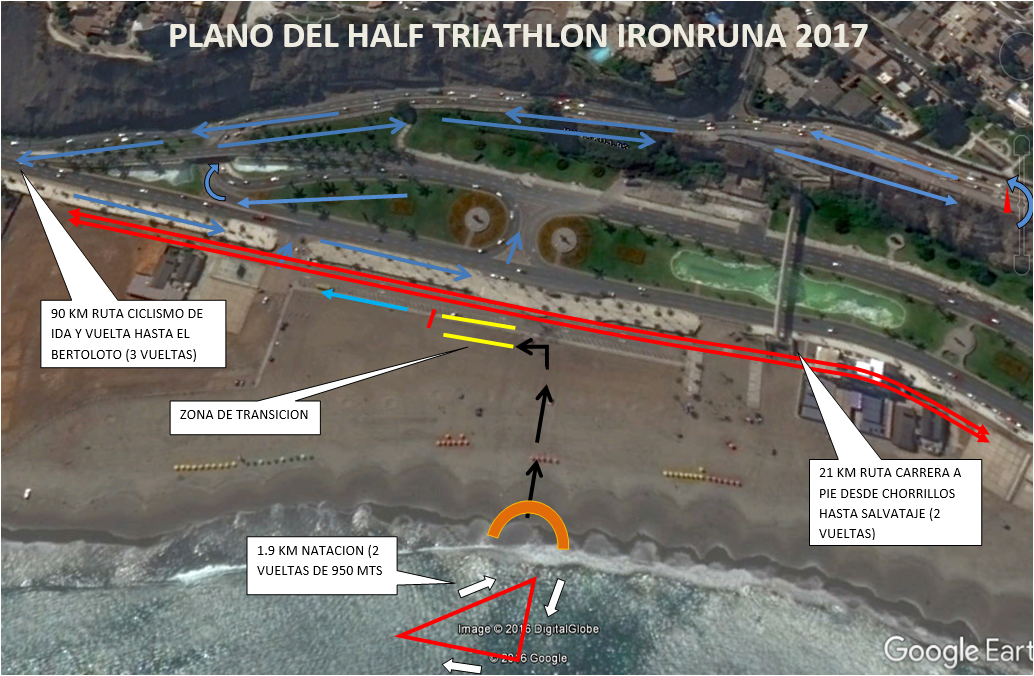 PLANO DEL HALF TRIATHLON IRONRUNA 2017
90 KM RUTA CICLISMO DE
IDA Y VUELTA HASTA EL
BERTOLOTO (3 VUELTAS)
ZONA DE TRANSICION
21 KM RUTA CARRERA A
PIE DESDE CHORRILLOS
HASTA SALVATAJE (2
VUELTAS)
1.9 KM NATACION (2
VUELTAS DE 950 MTS
Image © 2016 DigitalGlobe
© 2016 Google
Google Eart